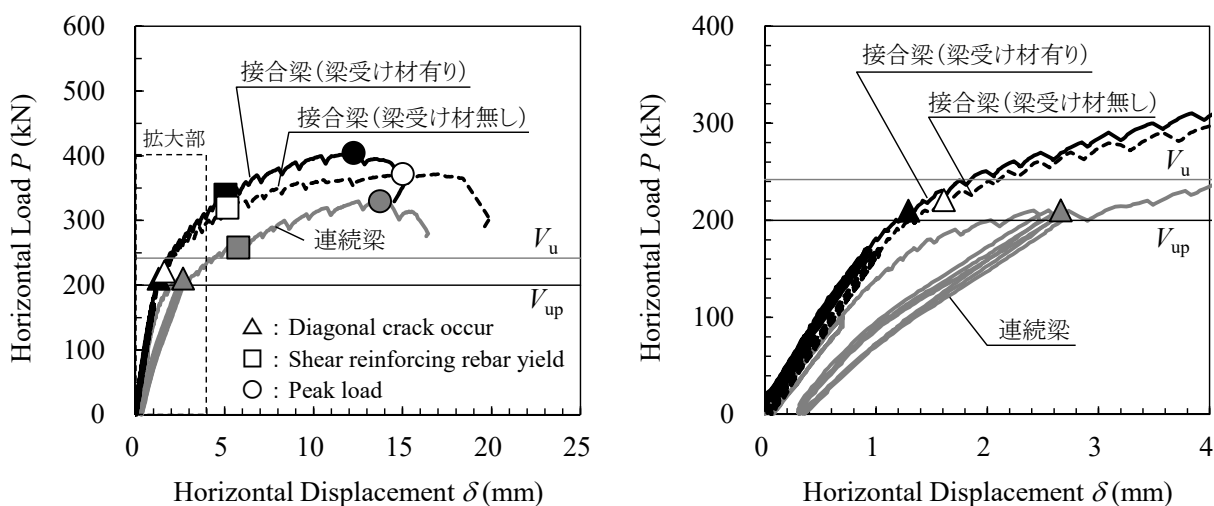 600
500
400
300
200
100
0
Horizontal Load P (kN)
接合梁(梁受け材有り)
接合梁(梁受け材無し)
拡大部
連続梁
Vu
Vup
△ : Diagonal crack occur
□ : Shear reinforcing rebar yield
○ : Peak load
0 5 10 15 20 25
Horizontal Displacement δ (mm)
400
300
200
100
0
Horizontal Load P (kN)
接合梁(梁受け材有り)
接合梁(梁受け材無し)
Vu
Vup
連続梁
0 1 2 3 4
Horizontal Displacement δ (mm)